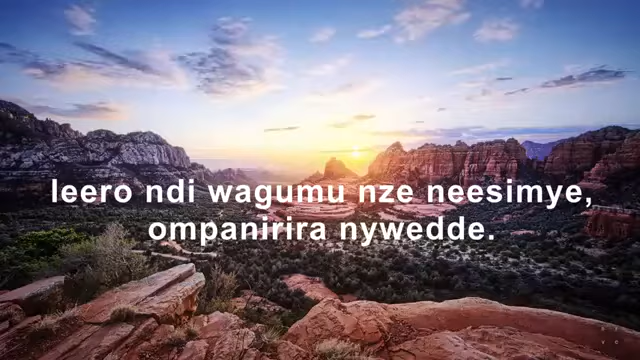 leero ndi wagumu nze neesimye,
ompanirira nywedde.